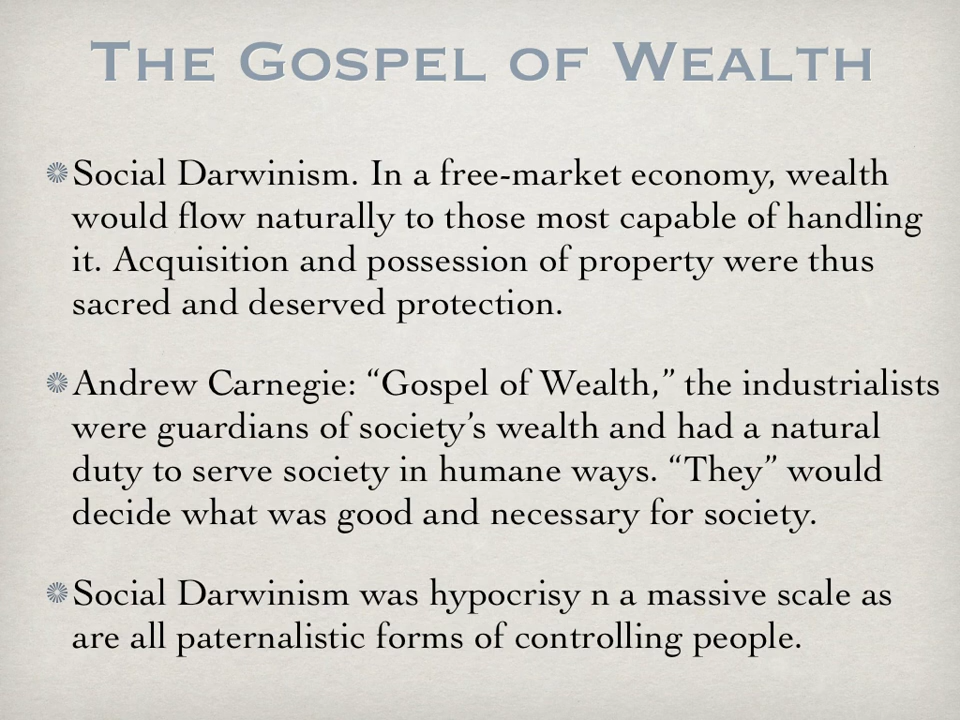 The Gospel of Wealth
Social Darwinism. In a free-market economy, wealth
would flow naturally to those most capable of handling
it. Acquisition and possession of property were thus
sacred and deserved protection.
Andrew Carnegie: “Gospel of Wealth,” the industrialists
were guardians of society’s wealth and had a natural
duty to serve society in humane ways. “They” would
decide what was good and necessary for society.
Social Darwinism was hypocrisy n a massive scale as
are all paternalistic forms of controlling people.